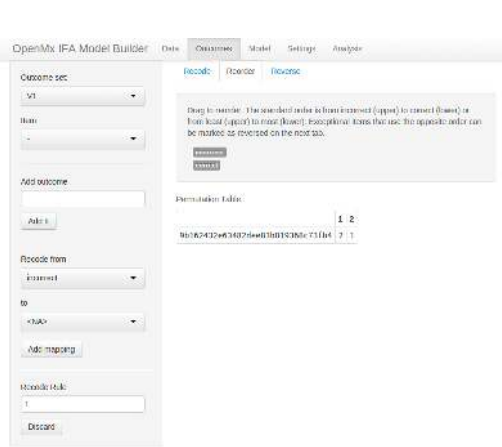 OpenMx IFA Model Builder Data Outcomes Model Settings Analysis
Recode Reorder Reverse
Outcome set:
V1
Item:
-
Add outcome
Add it
Recode from
incorrect
to
<NA>
Add mapping
Recode Rule
1
Discard
Drag to reorder. The standard order is from incorrect (upper) to correct (lower) or
from least (upper) to most (lower). Exceptional items that use the opposite order can
be marked as reversed on the next tab.
incorrect
correct
Permutation Table
1 2
2 1